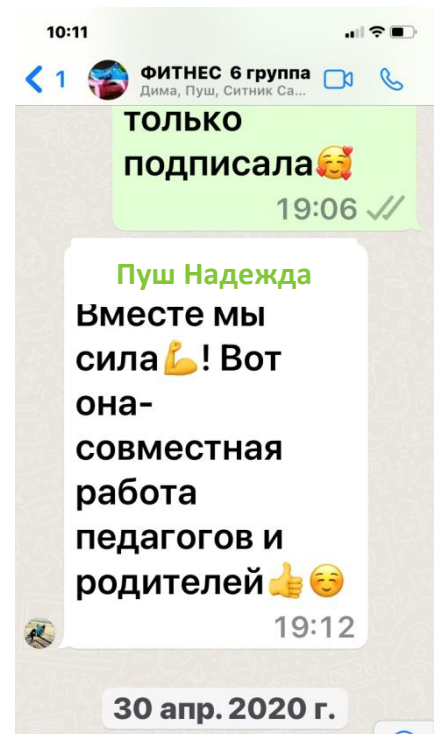 10:11
1
ФИТНЕС 6 группа
Дима, Пуш, Ситник Са...
только
подписала🥰
19:06
Пуш Надежда
Вместе мы
сила💪! Вот
она-
совместная
работа
педагогов и
родителей👍☺️
19:12
30 апр. 2020 г.